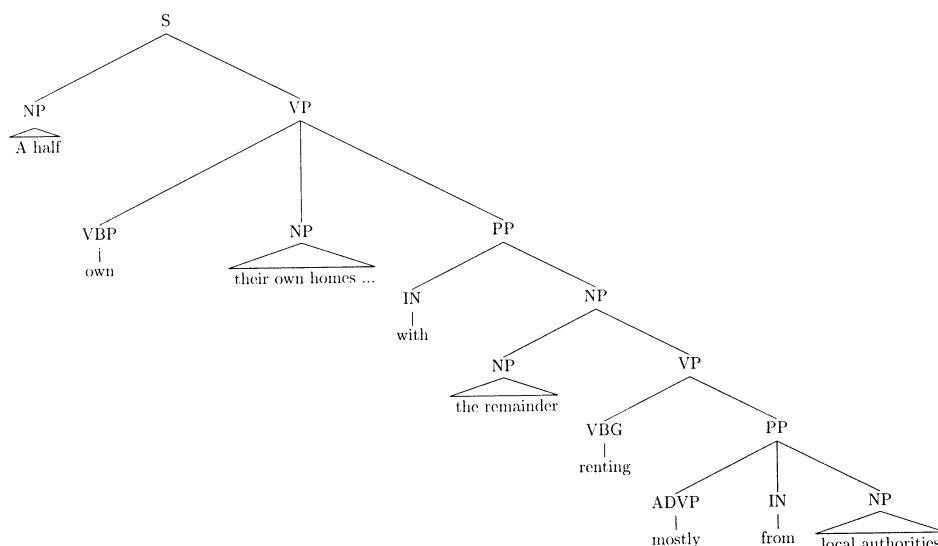 S
NP VP
A half
VBP NP PP
own their own homes ...
IN NP
with
NP VP
the remainder
VBG PP
renting
ADVP IN NP
mostly from local authorities